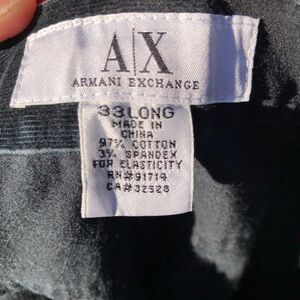 A|X
ARMANI EXCHANGE
33LONG
MADE IN
CHINA
97% COTTON
3% SPANDEX
FOR ELASTICITY
RN#91714
CA#32528